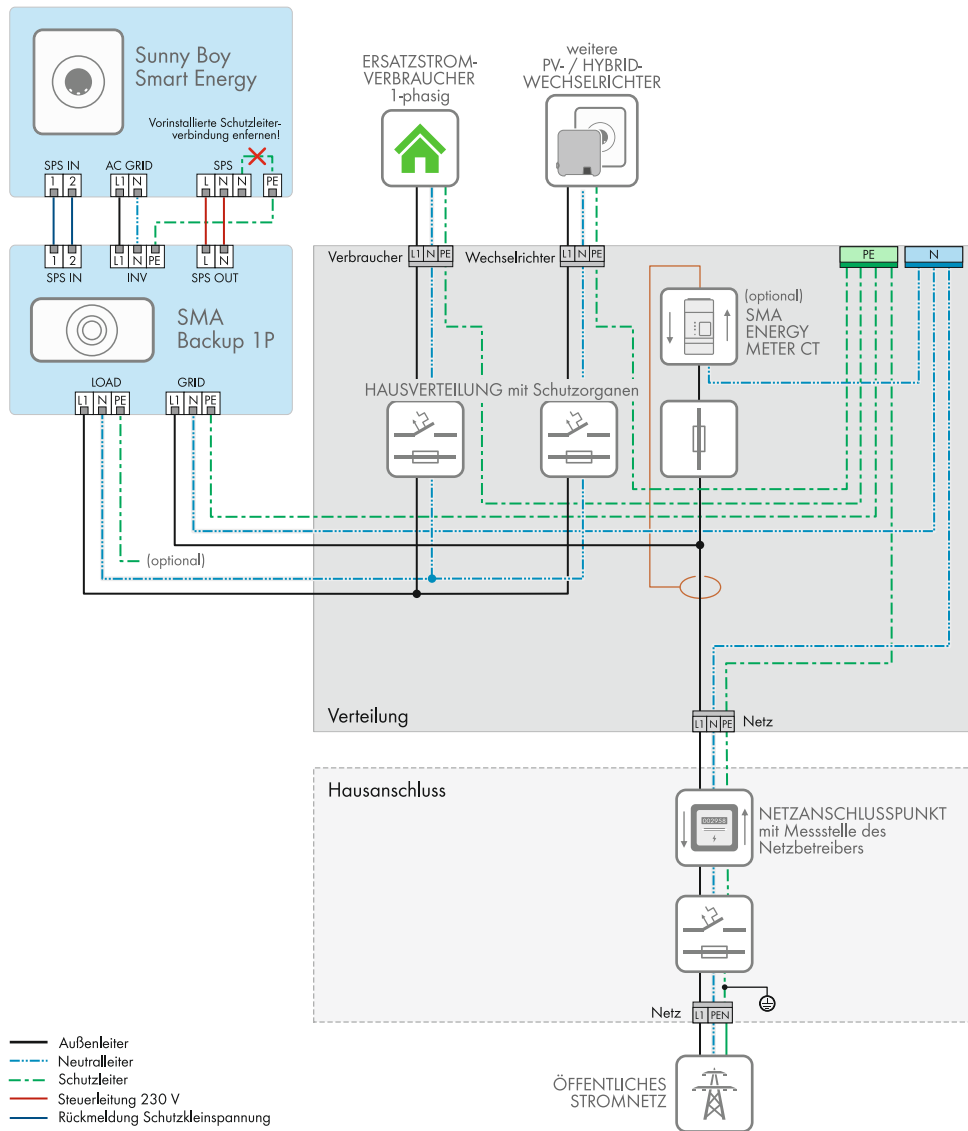 Sunny Boy
Smart Energy
Vorinstallierte Schutzleiter-
verbindung enfernen!
SPS IN
AC GRID
SPS
1 2
L1 N
L N N
PE
1 2
L1 N PE
L N
SPS IN
INV
SPS OUT
SMA
Backup 1P
LOAD
GRID
L1 N PE
L1 N PE
(optional)
ERSATZSTROM-
VERBRAUCHER
1-phasig
weitere
PV- / HYBRID-
WECHSELRICHTER
Verbraucher
L1 N PE
Wechselrichter
L1 N PE
PE
N
(optional)
SMA
ENERGY
METER CT
HAUSVERTEILUNG mit Schutzorganen
Verteilung
L1 N PE
Netz
Hausanschluss
002958
NETZANSCHLUSSPUNKT
mit Messstelle des
Netzbetreibers
Netz
L1 PEN
ÖFFENTLICHES
STROMNETZ
Außenleiter
Neutralleiter
Schutzleiter
Steuerleitung 230 V
Rückmeldung Schutzkleinspannung